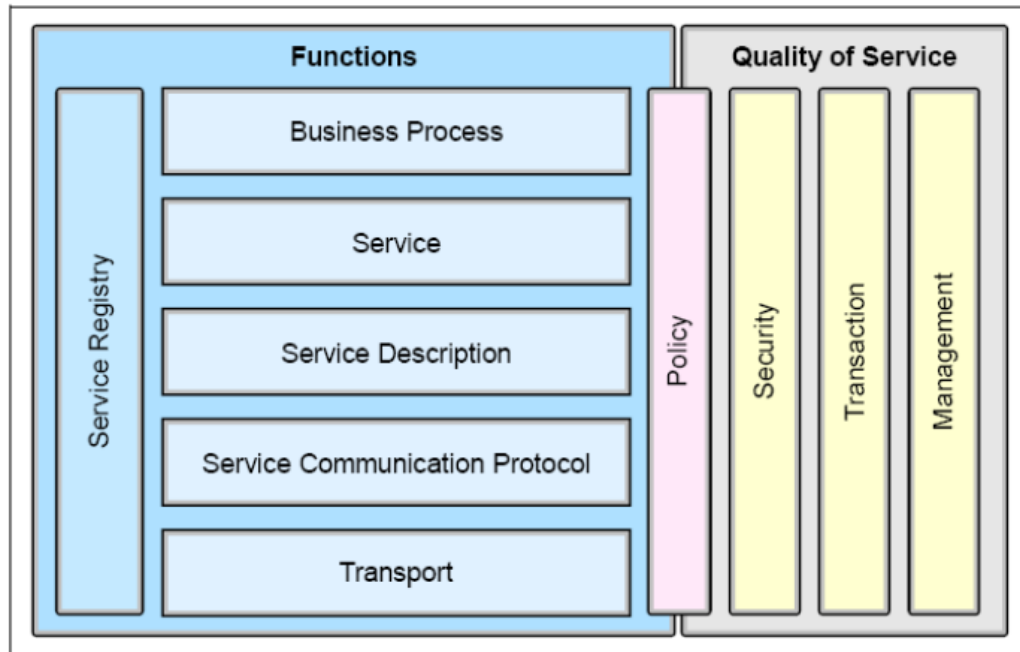 Functions
Quality of Service
Service Registry
Business Process
Service
Service Description
Service Communication Protocol
Transport
Policy
Security
Transaction
Management